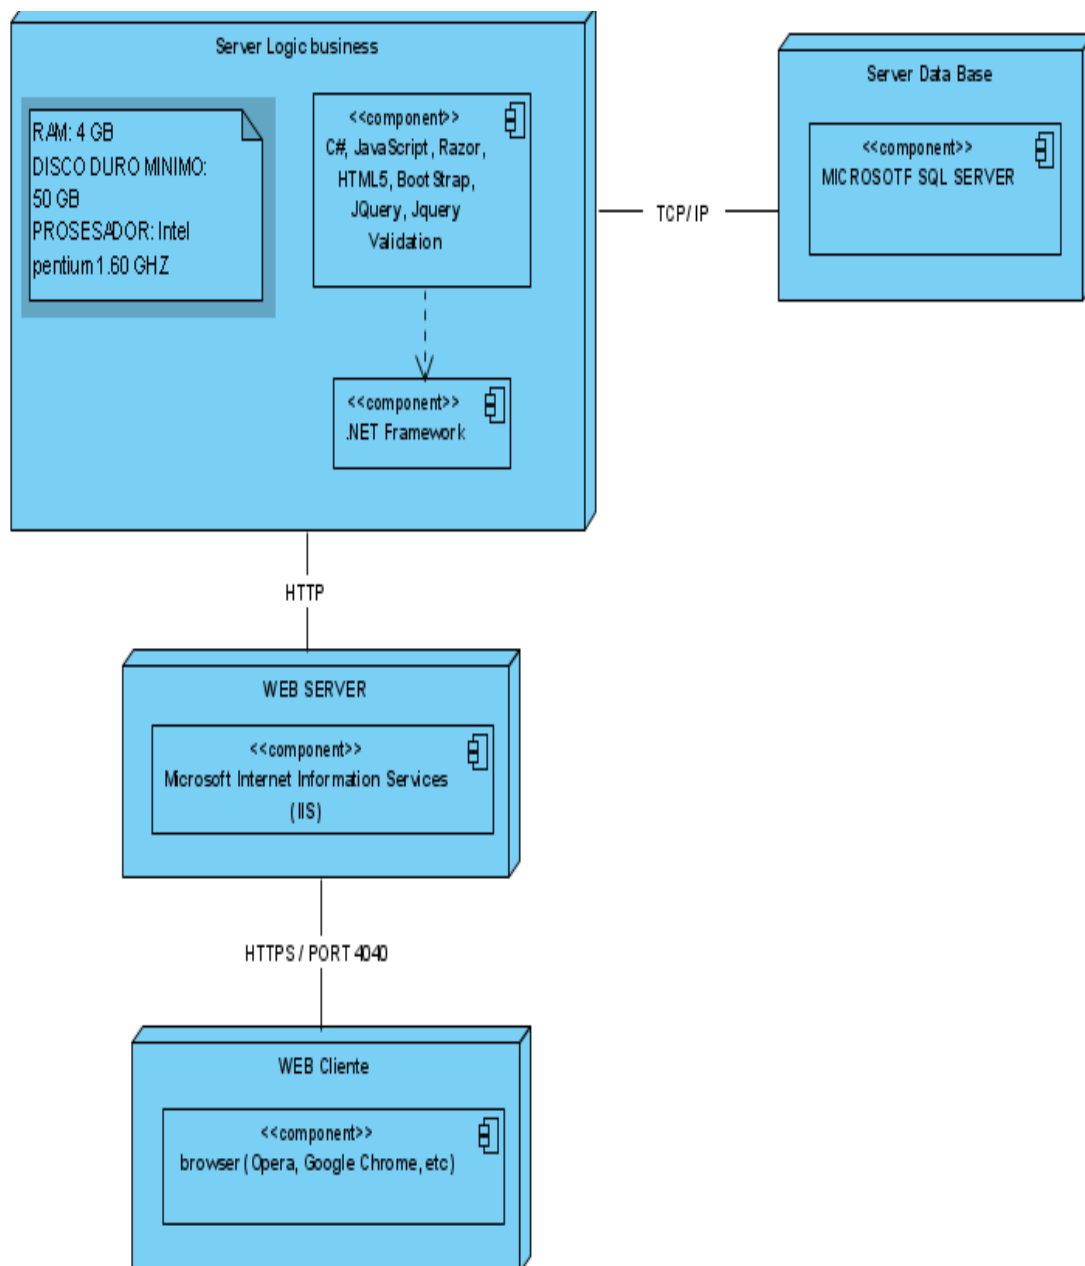 Server Logic business
RAM: 4 GB
DISCO DURO MINIMO:
50 GB
PROSESADOR: Intel
pentium 1.60 GHZ
<<component>>
C#, JavaScript, Razor,
HTML5, BootStrap,
JQuery, Jquery
Validation
<<component>>
.NET Framework
TCP/IP
Server Data Base
<<component>>
MICROSOTF SQL SERVER
HTTP
WEB SERVER
<<component>>
Microsoft Internet Information Services
(IIS)
HTTPS / PORT 4040
WEB Cliente
<<component>>
browser (Opera, Google Chrome, etc)